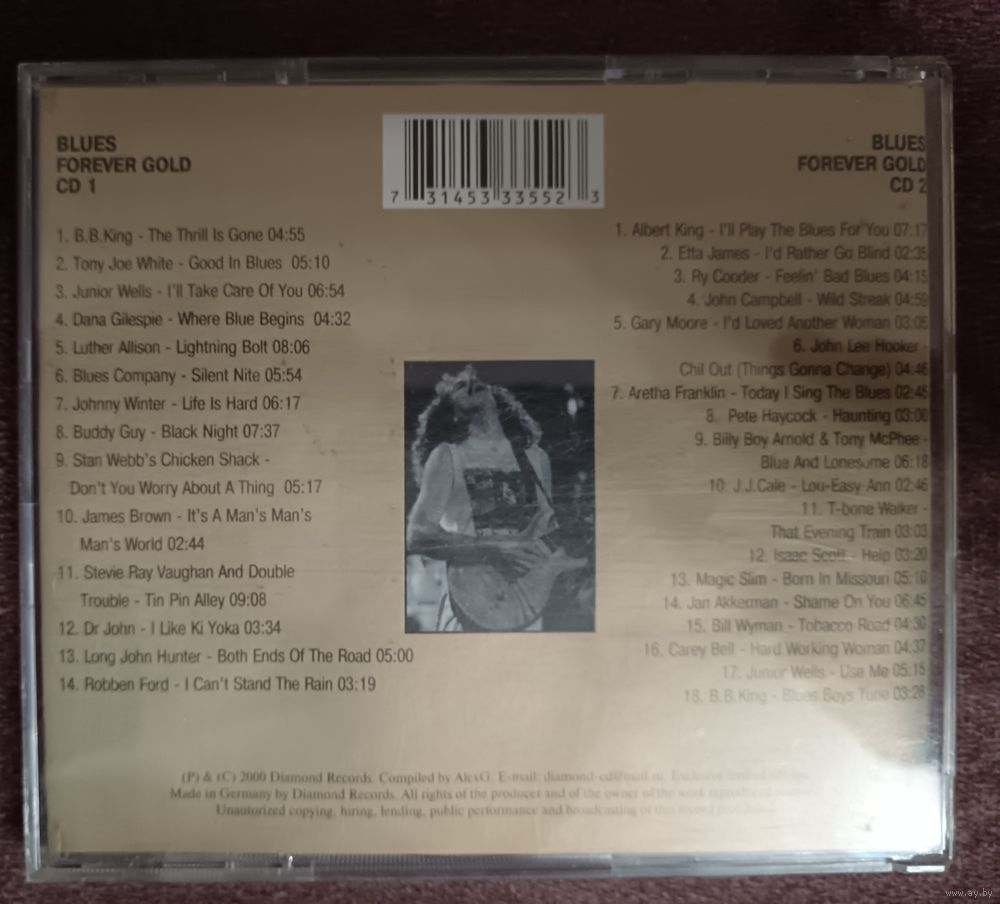 BLUES
FOREVER GOLD
CD 1
1. B.B.King - The Thrill Is Gone 04:55
2. Tony Joe White - Good In Blues 05:10
3. Junior Wells - I'll Take Care Of You 06:54
4. Dana Gilespie - Where Blue Begins 04:32
5. Luther Allison - Lightning Bolt 08:06
6. Blues Company - Silent Nite 05:54
7. Johnny Winter - Life Is Hard 06:17
8. Buddy Guy - Black Night 07:37
9. Stan Webb's Chicken Shack -
Don't You Worry About A Thing 05:17
10. James Brown - It's A Man's Man's
Man's World 02:44
11. Stevie Ray Vaughan And Double
Trouble - Tin Pin Alley 09:08
12. Dr John - I Like Ki Yoka 03:34
13. Long John Hunter - Both Ends Of The Road 05:00
14. Robben Ford - I Can't Stand The Rain 03:19
7 31453 33552 3
BLUES
FOREVER GOLD
CD 2
1. Albert King - I'll Play The Blues For You 07:17
2. Etta James - I'd Rather Go Blind 02:35
3. Ry Cooder - Feelin' Bad Blues 04:15
4. John Campbell - Wild Streak 04:59
5. Gary Moore - I'd Loved Another Woman 03:05
6. John Lee Hooker -
Chil Out (Things Gonna Change) 04:46
7. Aretha Franklin - Today I Sing The Blues 02:45
8. Pete Haycock - Haunting 03:00
9. Billy Boy Arnold & Tony McPhee -
Blue And Lonesome 06:18
10. J.J.Cale - Lou-Easy-Ann 02:46
11. T-bone Walker -
That Evening Train 03:03
12. Isaac Scott - Help 03:20
13. Magic Slim - Born In Missouri 05:10
14. Jan Akkerman - Shame On You 06:45
15. Bill Wyman - Tobacco Road 04:30
16. Carey Bell - Hard Working Woman 04:37
17. Junior Wells - Use Me 05:15
18. B.B.King - Blues Boys Tune 03:28
(P) & (C) 2000 Diamond Records. Compiled by AlexG. E-mail: diamond-cd@mail.ru. Exclusive limited edition.
Made in Germany by Diamond Records. All rights of the producer and of the owner of the work reproduced
Unautorized copying, hiring, lending, public performance and broadcasting of this record prohibited.
www.ay.by